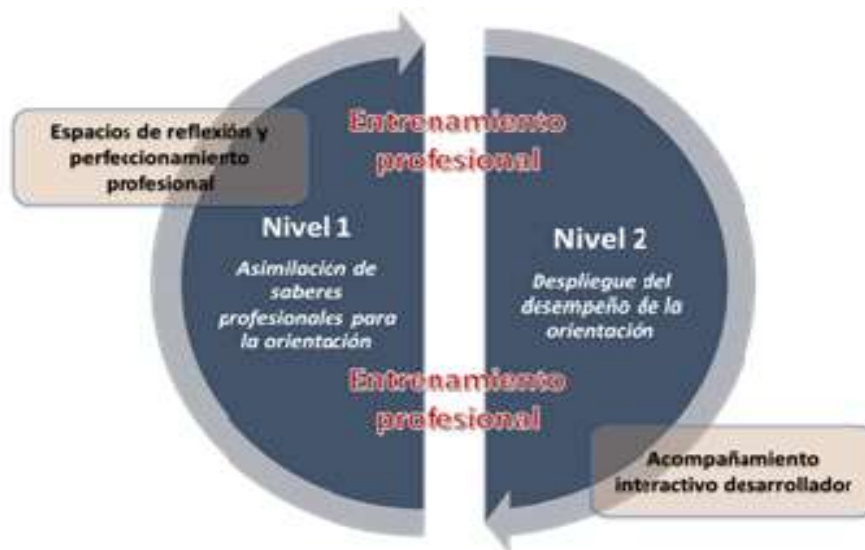 Espacios de reflexión y
perfeccionamiento
profesional
Entrenamiento
profesional
Nivel 1
Asimilación de
saberes
profesionales para
la orientación
Nivel 2
Despliegue del
desempeño de la
orientación
Entrenamiento
profesional
Acompañamiento
interactivo desarrollador